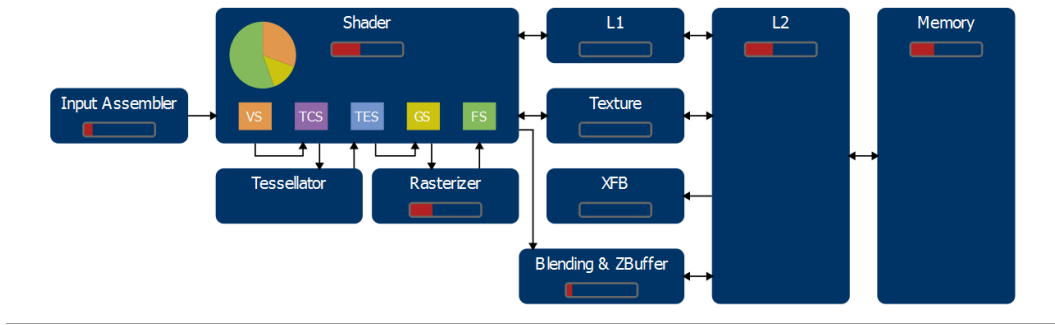 Shader
L1
L2
Memory
Input Assembler
Texture
VS
TCS
TES
GS
FS
Tessellator
Rasterizer
XFB
Blending & ZBuffer